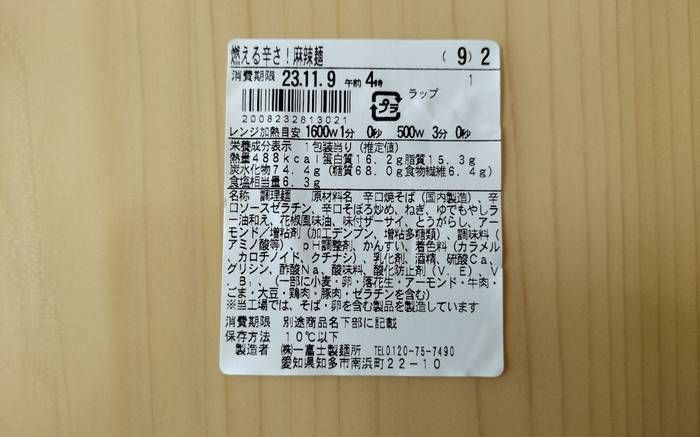 燃える辛さ！麻辣麺 （9）2
消費期限 23.11.9 午前 4時 1
ラップ
プラ
2008232813021
レンジ加熱目安 1600W 1分 0秒 500W 3分 0秒
栄養成分表示 1包装当り（推定値）
熱量488kcal蛋白質16.2g脂質15.3g
炭水化物74.4g（糖質68.0g食物繊維6.4g）
食塩相当量6.3g
名称 調理麺 原材料名 辛口焼そば（国内製造）、辛
口ソースゼラチン、辛口そぼろ炒め、ねぎ、ゆでもやしラ
ー油和え、花椒風味油、味付ザーサイ、とうがらし、アー
モンド／増粘剤（加工デンプン、増粘多糖類）、調味料（
アミノ酸等）、pH調整剤、かんすい、着色料（カラメル
、カロチノイド、クチナシ）、乳化剤、酒精、硫酸Ca、
グリシン、酢酸Na、酸味料、酸化防止剤（V．E）、V
．B₁、（一部に小麦・卵・落花生・アーモンド・牛肉・
ごま・大豆・鶏肉・豚肉・ゼラチンを含む）
※当工場では、そば・卵を含む製品を製造しています
消費期限 別途商品名下部に記載
保存方法 10℃以下
製造者 ㈱一冨士製麺所 TEL0120-75-7490
愛知県知多市南浜町22－10